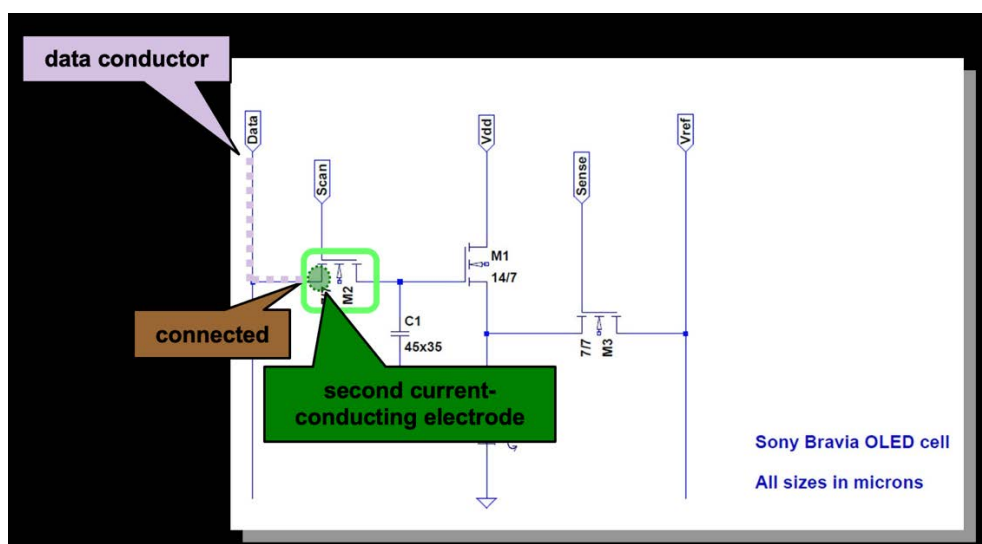 data conductor
Data
Scan
Vdd
Sense
Vref
M1
14/7
M2
connected
C1
45x35
7/7
M3
second current-
conducting electrode
Sony Bravia OLED cell
All sizes in microns